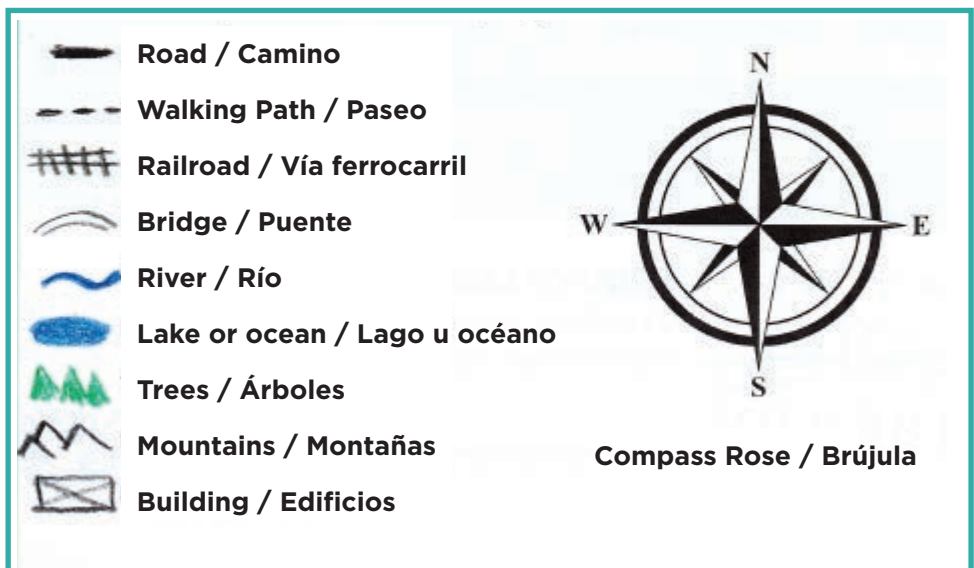 Road / Camino
Walking Path / Paseo
Railroad / Vía ferrocarril
Bridge / Puente
River / Río
Lake or ocean / Lago u océano
Trees / Árboles
Mountains / Montañas
Building / Edificios
N
W
E
S
Compass Rose / Brújula